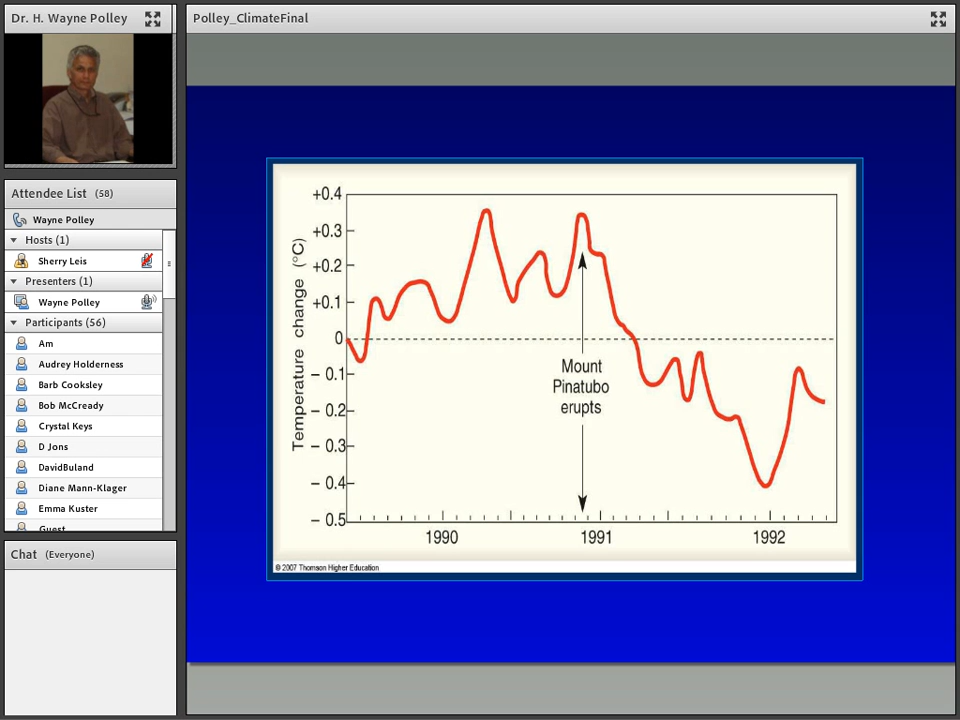 Dr. H. Wayne Polley
Polley_ClimateFinal
Attendee List (58)
Wayne Polley
Hosts (1)
Sherry Leis
Presenters (1)
Wayne Polley
Participants (56)
Am
Audrey Holderness
Barb Cooksley
Bob McCready
Crystal Keys
D Jons
DavidBuland
Diane Mann-Klager
Emma Kuster
Guest
Chat (Everyone)
Temperature change (°C)
+0.4
+0.3
+0.2
+0.1
0
– 0.1
– 0.2
– 0.3
– 0.4
– 0.5
Mount
Pinatubo
erupts
1990 1991 1992
© 2007 Thomson Higher Education